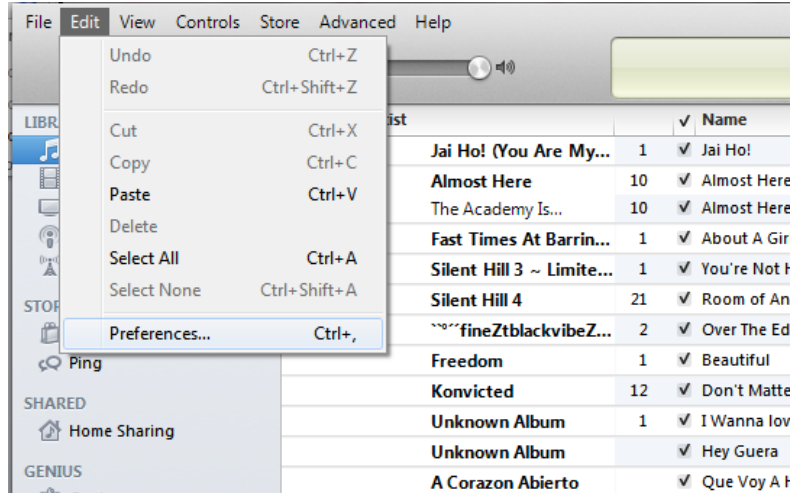 File Edit View Controls Store Advanced Help
Undo Ctrl+Z
Redo Ctrl+Shift+Z
Cut Ctrl+X
Copy Ctrl+C
Paste Ctrl+V
Delete
Select All Ctrl+A
Select None Ctrl+Shift+A
Preferences... Ctrl+,
LIBR
STOR
Ping
SHARED
Home Sharing
GENIUS
ist ✓ Name
Jai Ho! (You Are My... 1 ✓ Jai Ho!
Almost Here 10 ✓ Almost Here
The Academy Is... 10 ✓ Almost Here
Fast Times At Barrin... 1 ✓ About A Gir
Silent Hill 3 ~ Limite... 1 ✓ You're Not H
Silent Hill 4 21 ✓ Room of An
fineZtblackvibeZ... 2 ✓ Over The Ed
Freedom 1 ✓ Beautiful
Konvicted 12 ✓ Don't Matte
Unknown Album 1 ✓ I Wanna lov
Unknown Album ✓ Hey Guera
A Corazon Abierto ✓ Que Voy A H